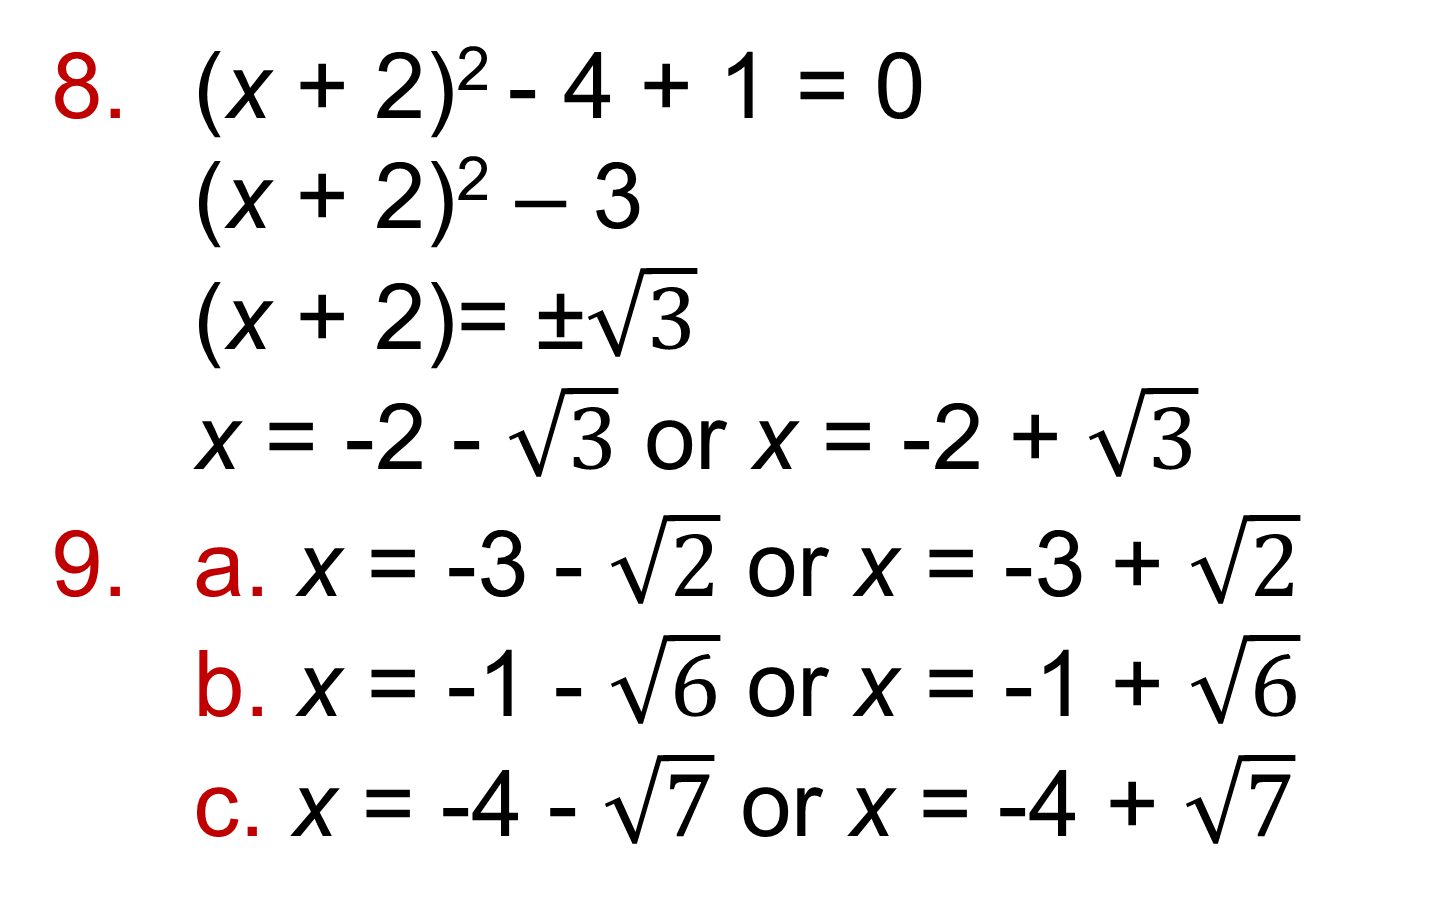 8. (x + 2)² - 4 + 1 = 0
(x + 2)² – 3
(x + 2)= ±√3
x = -2 - √3 or x = -2 + √3
9. a. x = -3 - √2 or x = -3 + √2
b. x = -1 - √6 or x = -1 + √6
c. x = -4 - √7 or x = -4 + √7